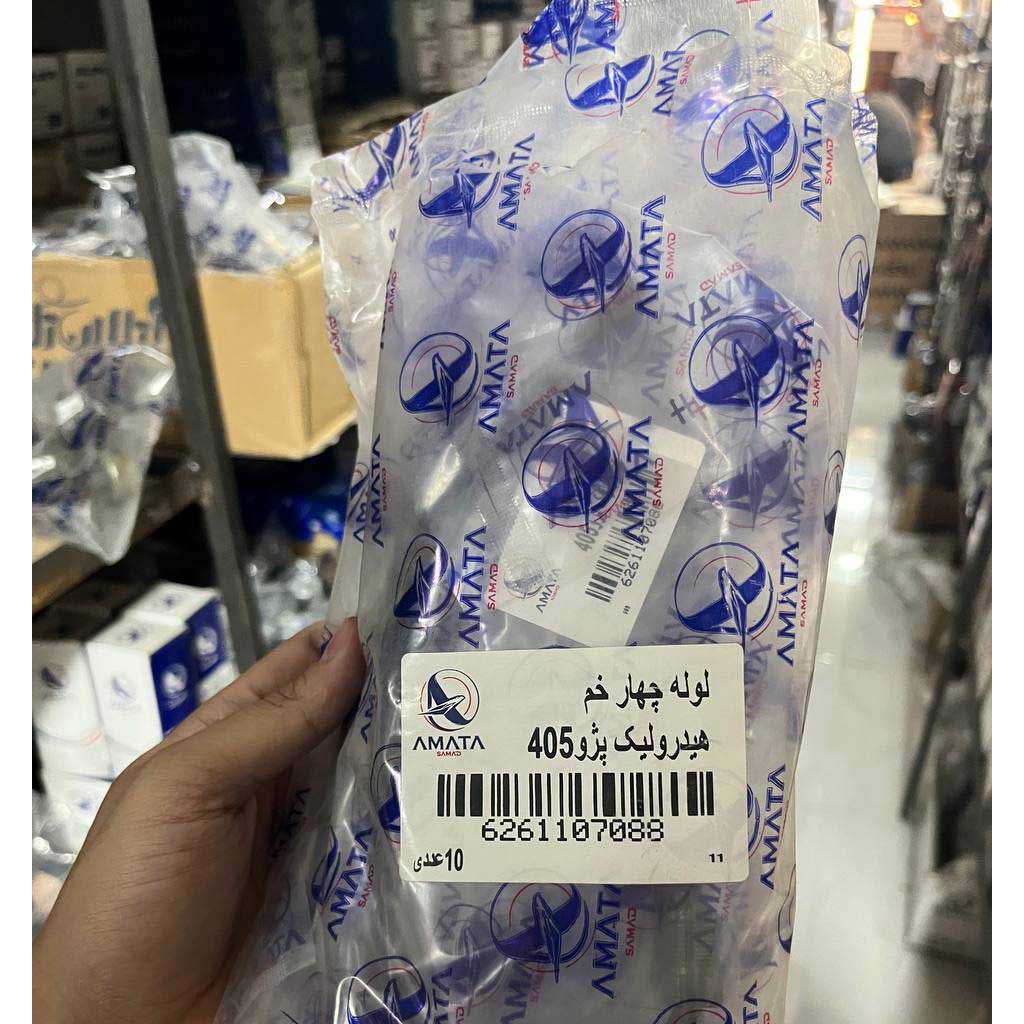 AMATA
SAMAD
لوله چهار خم
هیدرولیک پژو405
6261107088
10عددی
11